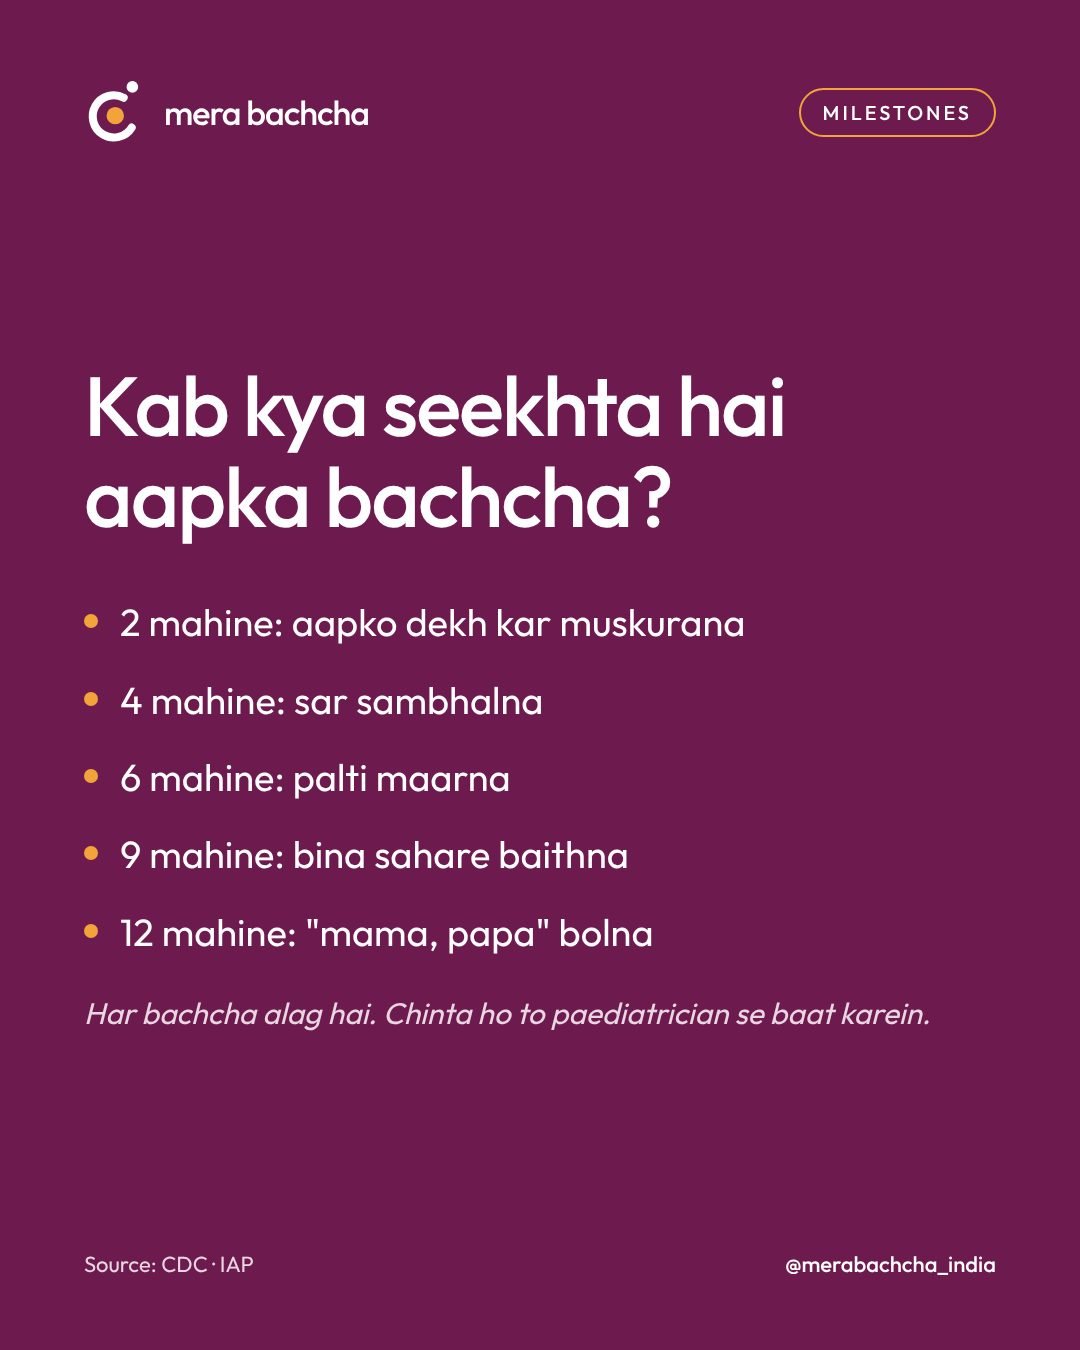 mera bachcha
MILESTONES
Kab kya seekhta hai
aapka bachcha?
• 2 mahine: aapko dekh kar muskurana
• 4 mahine: sar sambhalna
• 6 mahine: palti maarna
• 9 mahine: bina sahare baithna
• 12 mahine: "mama, papa" bolna
Har bachcha alag hai. Chinta ho to paediatrician se baat karein.
Source: CDC · IAP
@merabachcha_india